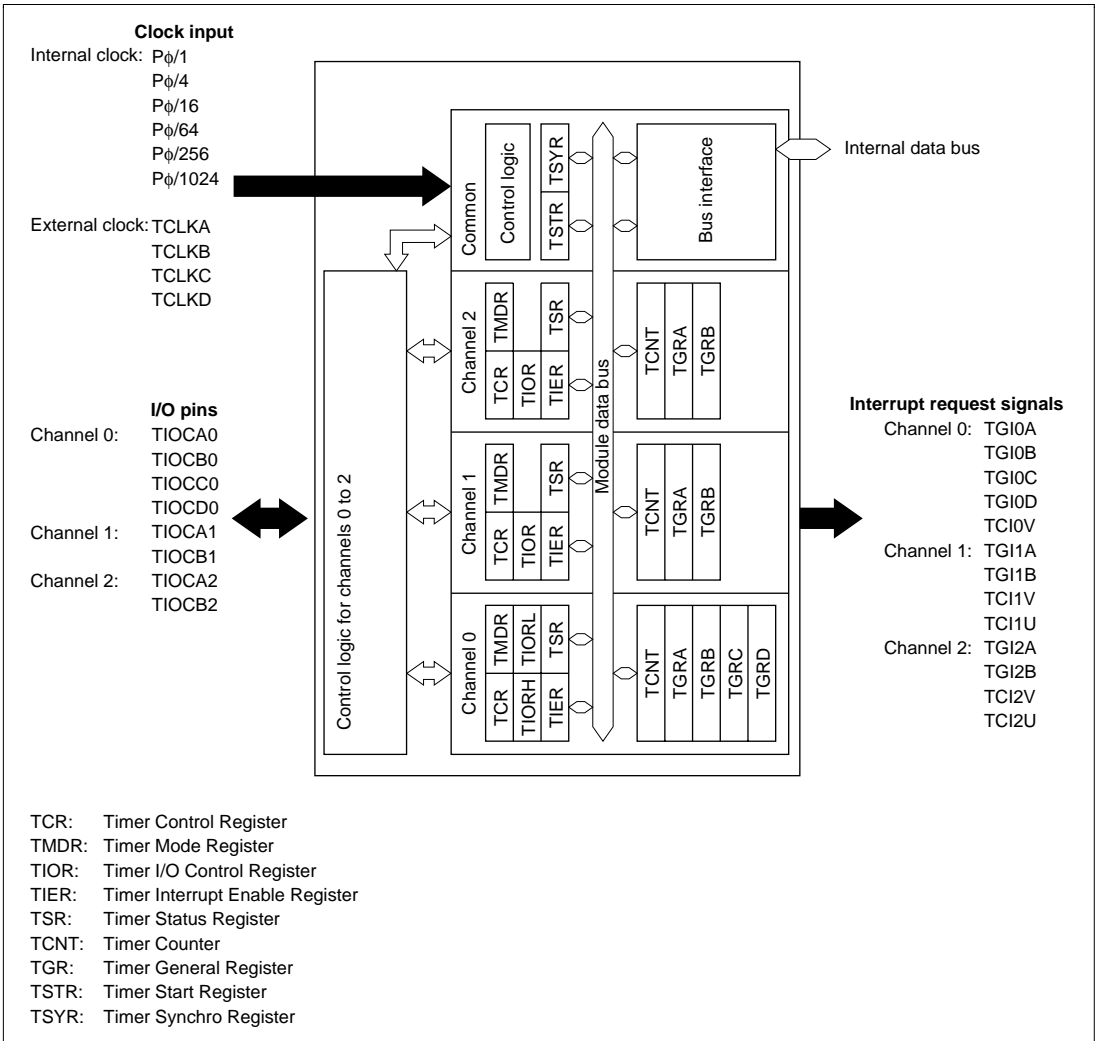 Clock input
Internal clock: Pϕ/1
Pϕ/4
Pϕ/16
Pϕ/64
Pϕ/256
Pϕ/1024
External clock: TCLKA
TCLKB
TCLKC
TCLKD
I/O pins
Channel 0: TIOCA0
TIOCB0
TIOCC0
TIOCD0
Channel 1: TIOCA1
TIOCB1
Channel 2: TIOCA2
TIOCB2
Control logic for channels 0 to 2
Common
Control logic
TSTR TSYR
Bus interface
Internal data bus
Module data bus
Channel 2
TCR TMDR
TIOR
TIER TSR
TCNT
TGRA
TGRB
Channel 1
TCR TMDR
TIOR
TIER TSR
TCNT
TGRA
TGRB
Channel 0
TCR TMDR
TIORH TIORL
TIER TSR
TCNT
TGRA
TGRB
TGRC
TGRD
Interrupt request signals
Channel 0: TGI0A
TGI0B
TGI0C
TGI0D
TCI0V
Channel 1: TGI1A
TGI1B
TCI1V
TCI1U
Channel 2: TGI2A
TGI2B
TCI2V
TCI2U
TCR: Timer Control Register
TMDR: Timer Mode Register
TIOR: Timer I/O Control Register
TIER: Timer Interrupt Enable Register
TSR: Timer Status Register
TCNT: Timer Counter
TGR: Timer General Register
TSTR: Timer Start Register
TSYR: Timer Synchro Register